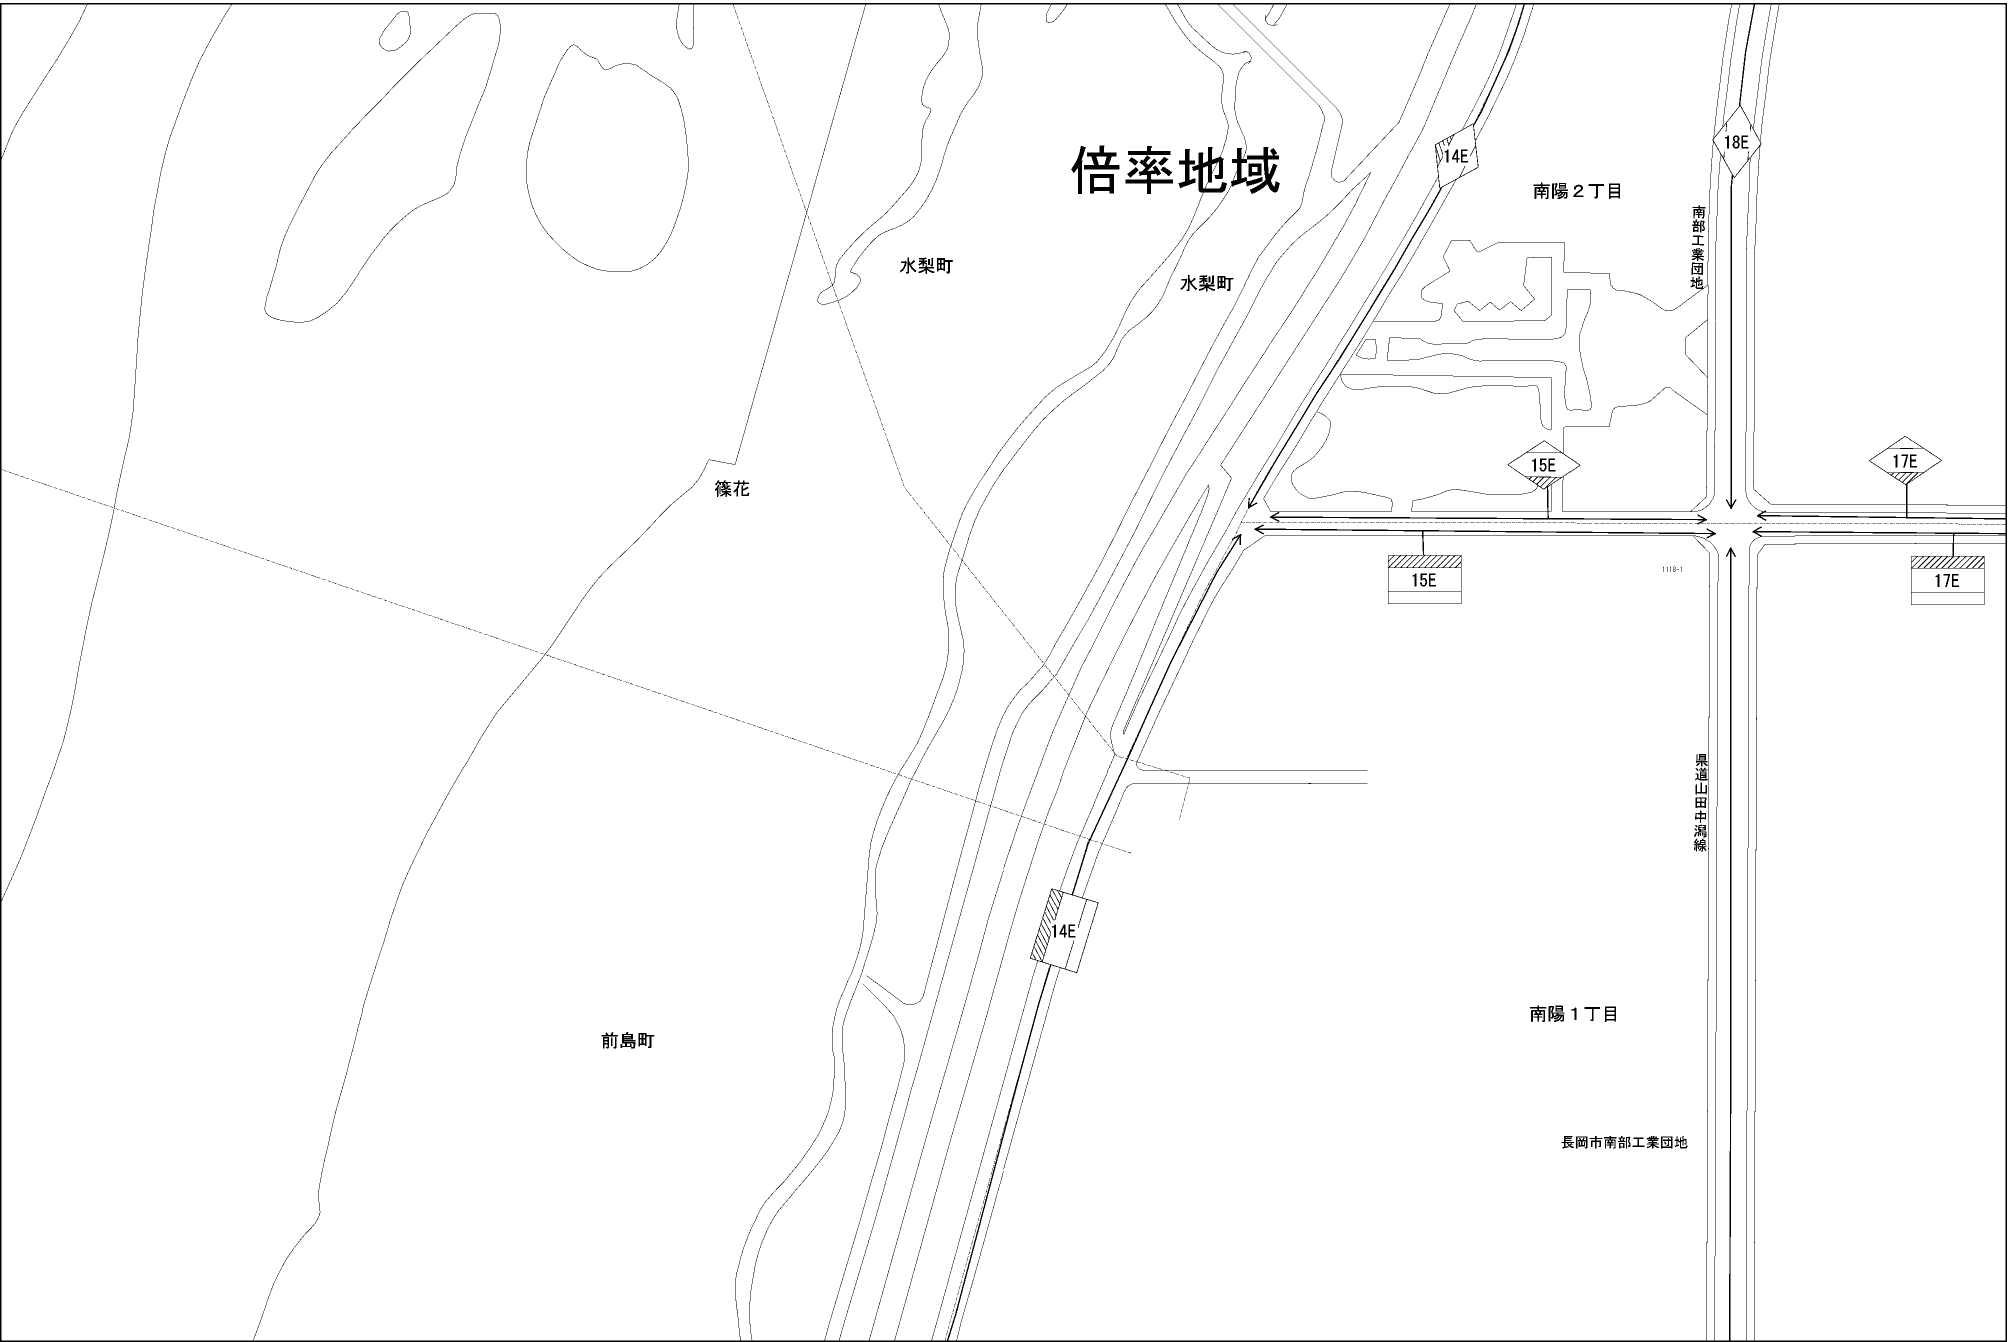 倍率地域
14E
18E
南陽2丁目
南部工業団地
水梨町
水梨町
15E
17E
篠花
15E
17E
1118-1
県道山田中潟線
14E
南陽1丁目
前島町
長岡市南部工業団地